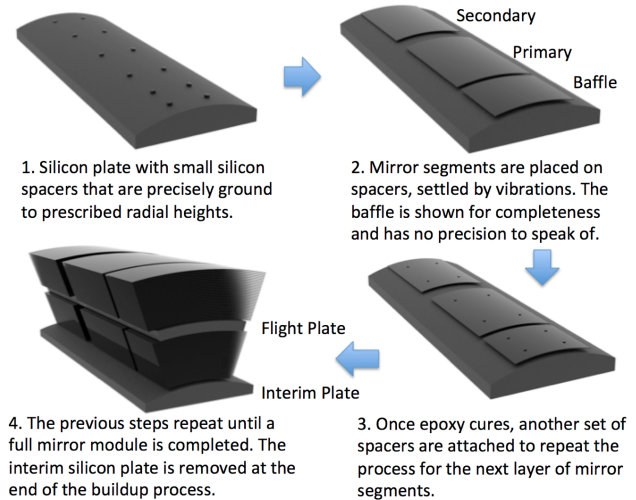 Secondary
Primary
Baffle
1. Silicon plate with small silicon
spacers that are precisely ground
to prescribed radial heights.
2. Mirror segments are placed on
spacers, settled by vibrations. The
baffle is shown for completeness
and has no precision to speak of.
3. Once epoxy cures, another set of
spacers are attached to repeat the
process for the next layer of mirror
segments.
Flight Plate
Interim Plate
4. The previous steps repeat until a
full mirror module is completed. The
interim silicon plate is removed at the
end of the buildup process.